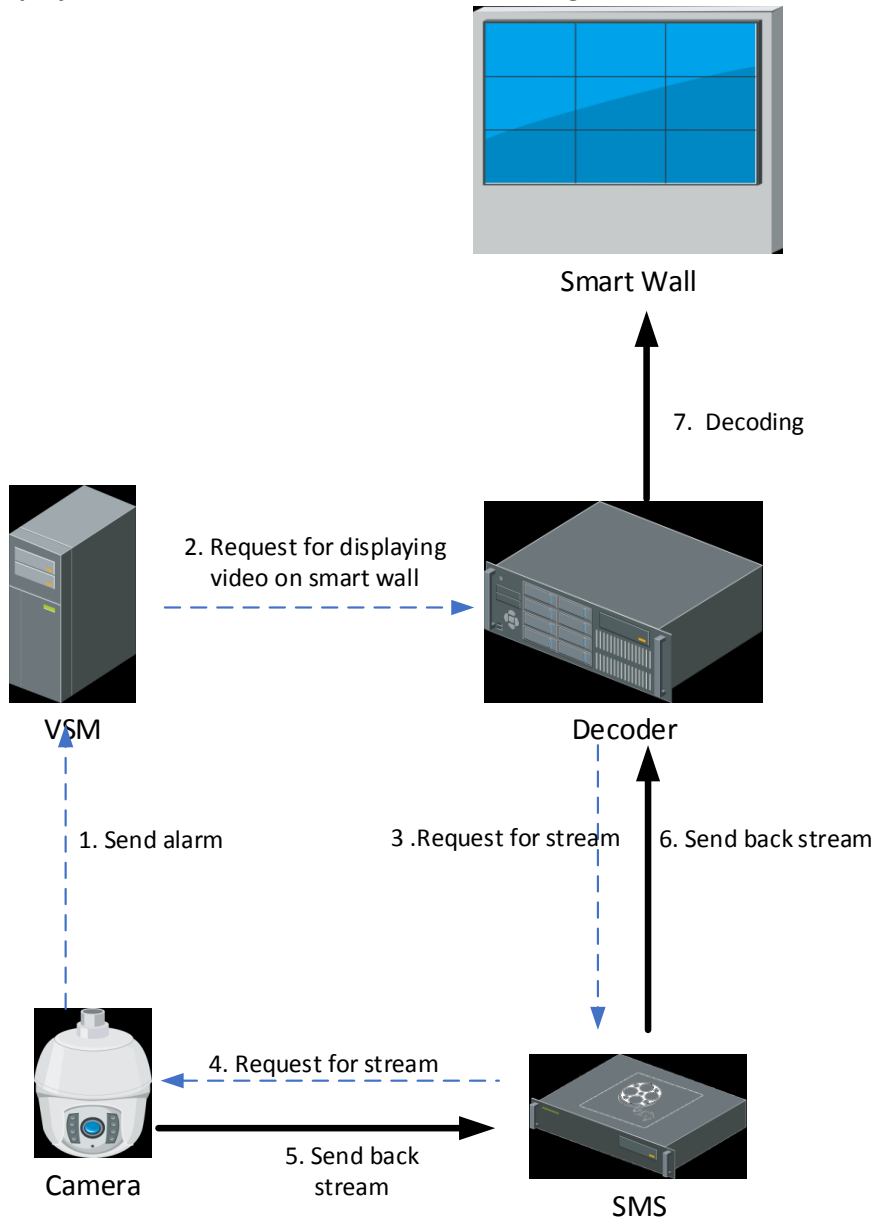 Smart Wall
7. Decoding
2. Request for displaying
video on smart wall
VSM
Decoder
1. Send alarm
3 .Request for stream
6. Send back stream
4. Request for stream
5. Send back
stream
Camera
SMS